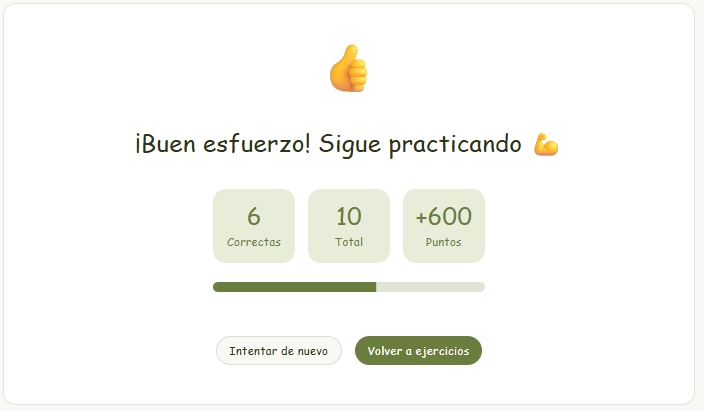 ¡Buen esfuerzo! Sigue practicando 💪
6
Correctas
10
Total
+600
Puntos
Intentar de nuevo
Volver a ejercicios